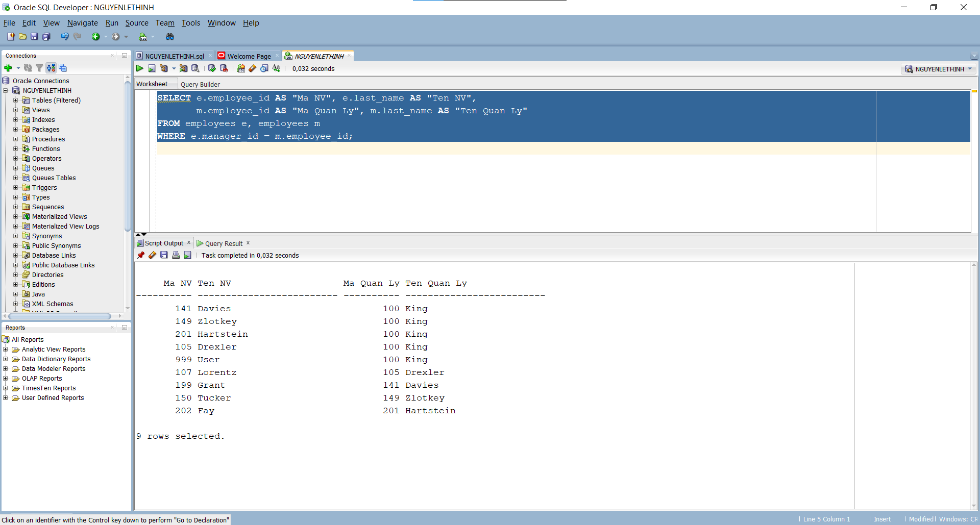 Oracle SQL Developer : NGUYENLETHINH
File Edit View Navigate Run Source Team Tools Window Help
Connections
NGUYENLETHINH.sql
Welcome Page
NGUYENLETHINH
0,032 seconds
NGUYENLETHINH
Worksheet Query Builder
Oracle Connections
NGUYENLETHINH
Tables (Filtered)
Views
Indexes
Packages
Procedures
Functions
Operators
Queues
Queues Tables
Triggers
Types
Sequences
Materialized Views
Materialized View Logs
Synonyms
Public Synonyms
Database Links
Public Database Links
Directories
Editions
Java
XML Schemas
SELECT e.employee_id AS "Ma NV", e.last_name AS "Ten NV",
m.employee_id AS "Ma Quan Ly", m.last_name AS "Ten Quan Ly"
FROM employees e, employees m
WHERE e.manager_id = m.employee_id;
Script Output × Query Result ×
Task completed in 0,032 seconds
Ma NV Ten NV Ma Quan Ly Ten Quan Ly
---------- ------------------------- ---------- -------------------------
141 Davies 100 King
149 Zlotkey 100 King
201 Hartstein 100 King
105 Drexler 100 King
999 User 100 King
107 Lorentz 105 Drexler
199 Grant 141 Davies
150 Tucker 149 Zlotkey
202 Fay 201 Hartstein
9 rows selected.
Reports
All Reports
Analytic View Reports
Data Dictionary Reports
Data Modeler Reports
OLAP Reports
TimesTen Reports
User Defined Reports
Click on an identifier with the Control key down to perform "Go to Declaration"
Line 5 Column 1 Insert Modified Windows: